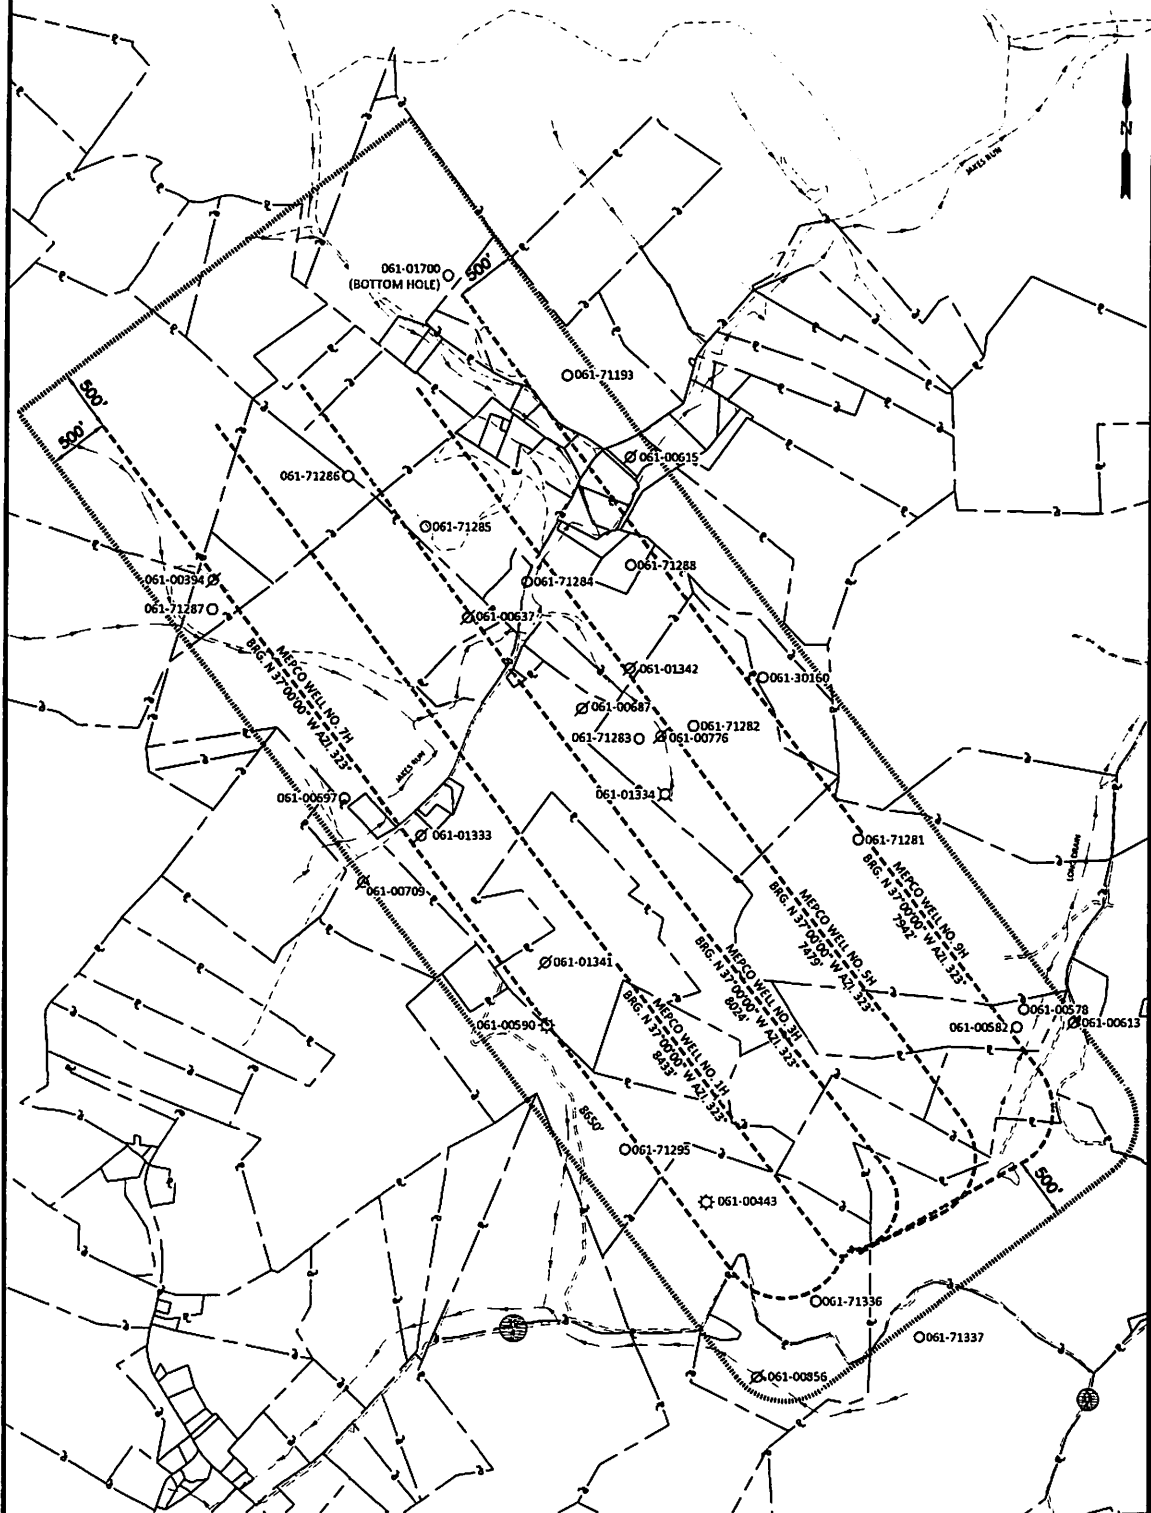 N
JAKES RUN
061-01700
(BOTTOM HOLE)
500'
061-71193
500'
500'
061-00615
061-71286
061-71285
061-71288
061-00394
061-71284
061-71287
061-00637
MEPCO WELL NO. 7H
BRG. N 37°00'00" W AZI. 323°
061-01342
061-30160
061-00687
061-71282
061-71283
061-00776
JAKES RUN
061-01334
061-00697
061-01333
061-71281
LONG DRAIN
061-00709
MEPCO WELL NO. 9H
BRG. N 37°00'00" W AZI. 323°
7942'
MEPCO WELL NO. 5H
BRG. N 37°00'00" W AZI. 323°
7479'
MEPCO WELL NO. 3H
BRG. N 37°00'00" W AZI. 323°
8024'
061-01341
MEPCO WELL NO. 1H
BRG. N 37°00'00" W AZI. 323°
8433'
061-00578
061-00590
061-00582
061-00613
8650'
061-71295
500'
061-00443
061-71336
061-71337
061-00856